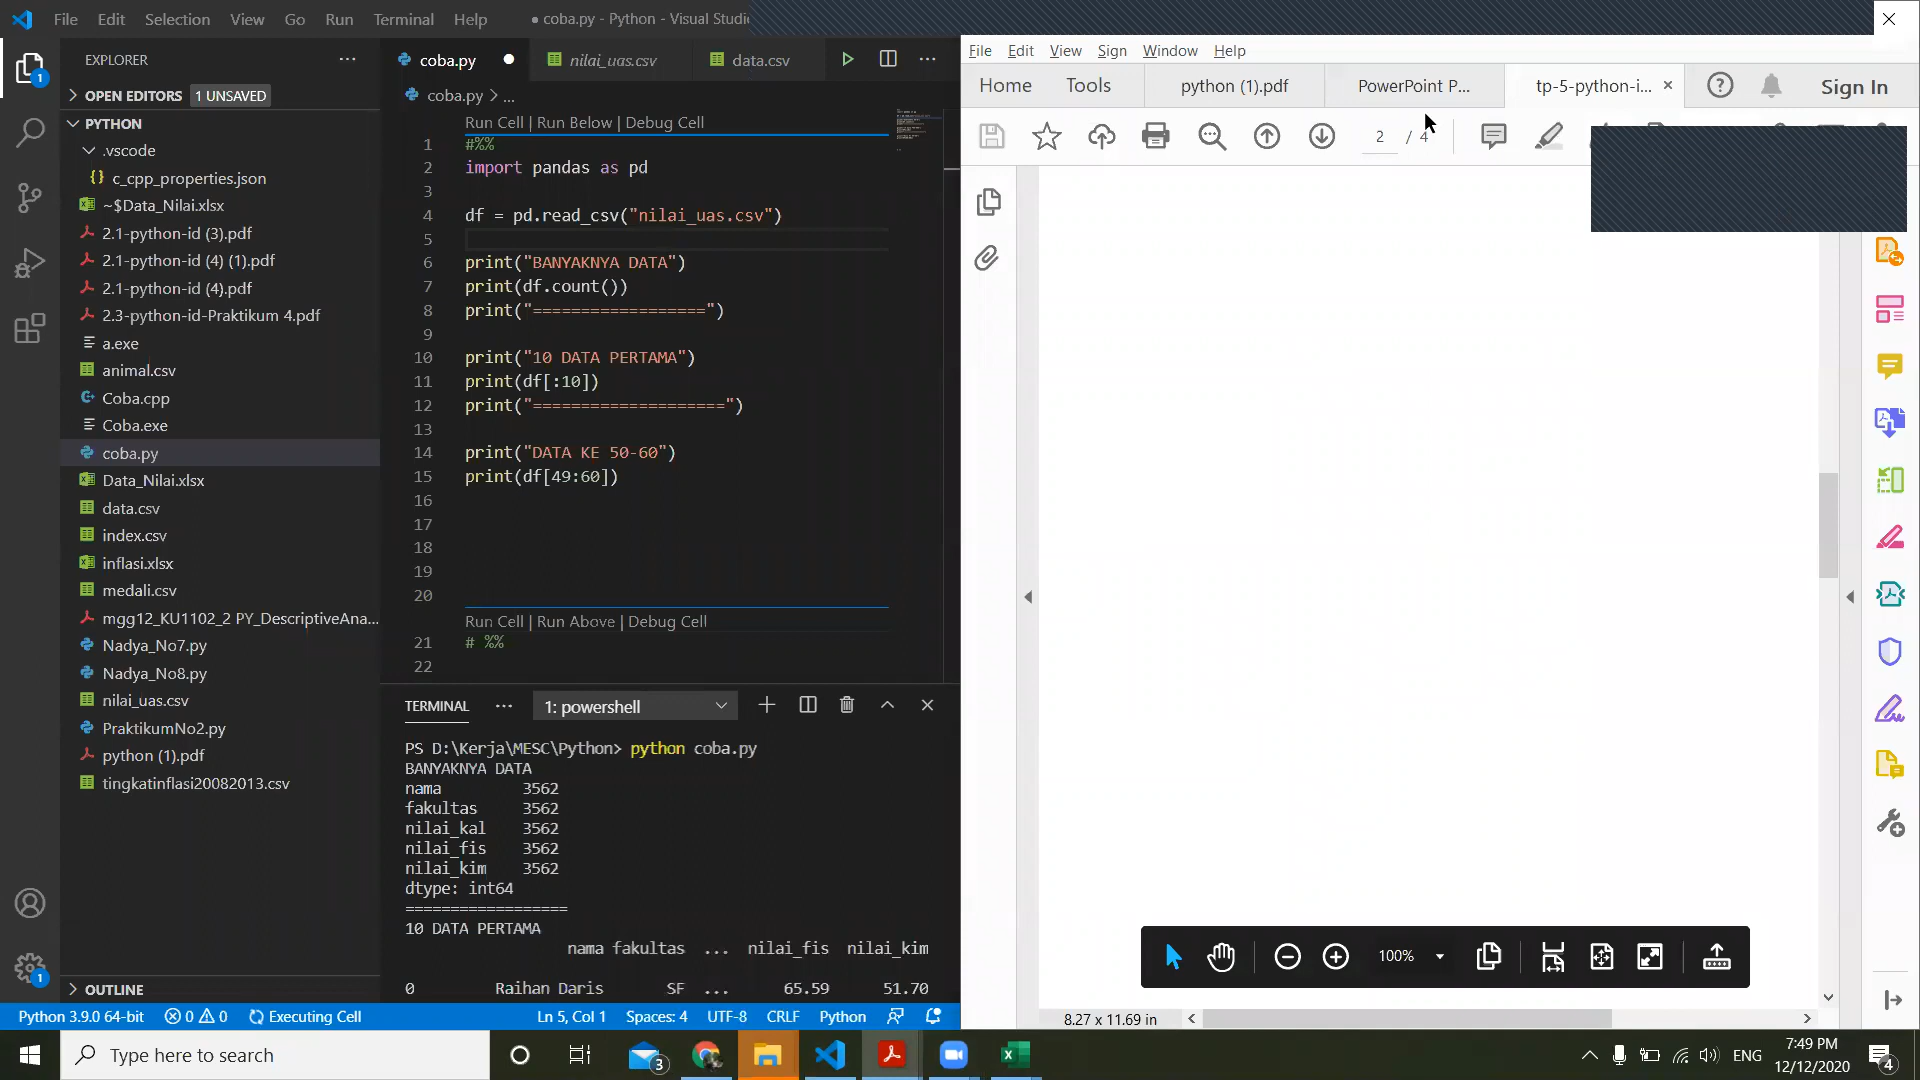 File Edit Selection View Go Run Terminal Help
● coba.py - Python - Visual Studio
EXPLORER
OPEN EDITORS 1 UNSAVED
PYTHON
.vscode
{} c_cpp_properties.json
~$Data_Nilai.xlsx
2.1-python-id (3).pdf
2.1-python-id (4) (1).pdf
2.1-python-id (4).pdf
2.3-python-id-Praktikum 4.pdf
a.exe
animal.csv
Coba.cpp
Coba.exe
coba.py
Data_Nilai.xlsx
data.csv
index.csv
inflasi.xlsx
medali.csv
mgg12_KU1102_2 PY_DescriptiveAna...
Nadya_No7.py
Nadya_No8.py
nilai_uas.csv
PraktikumNo2.py
python (1).pdf
tingkatinflasi20082013.csv
OUTLINE
coba.py nilai_uas.csv data.csv
coba.py > ...
Run Cell | Run Below | Debug Cell
1 #%%
2 import pandas as pd
3
4 df = pd.read_csv("nilai_uas.csv")
5
6 print("BANYAKNYA DATA")
7 print(df.count())
8 print("==================")
9
10 print("10 DATA PERTAMA")
11 print(df[:10])
12 print("====================")
13
14 print("DATA KE 50-60")
15 print(df[49:60])
16
17
18
19
20
Run Cell | Run Above | Debug Cell
21 # %%
22
TERMINAL ... 1: powershell
PS D:\Kerja\MESC\Python> python coba.py
BANYAKNYA DATA
nama 3562
fakultas 3562
nilai_kal 3562
nilai_fis 3562
nilai_kim 3562
dtype: int64
==================
10 DATA PERTAMA
nama fakultas ... nilai_fis nilai_kim
0 Raihan Daris SF ... 65.59 51.70
Python 3.9.0 64-bit 0 0 Executing Cell Ln 5, Col 1 Spaces: 4 UTF-8 CRLF Python
File Edit View Sign Window Help
Home Tools python (1).pdf PowerPoint P... tp-5-python-i... Sign In
2 / 4
100%
8.27 x 11.69 in
Type here to search
3
ENG
7:49 PM
12/12/2020
4